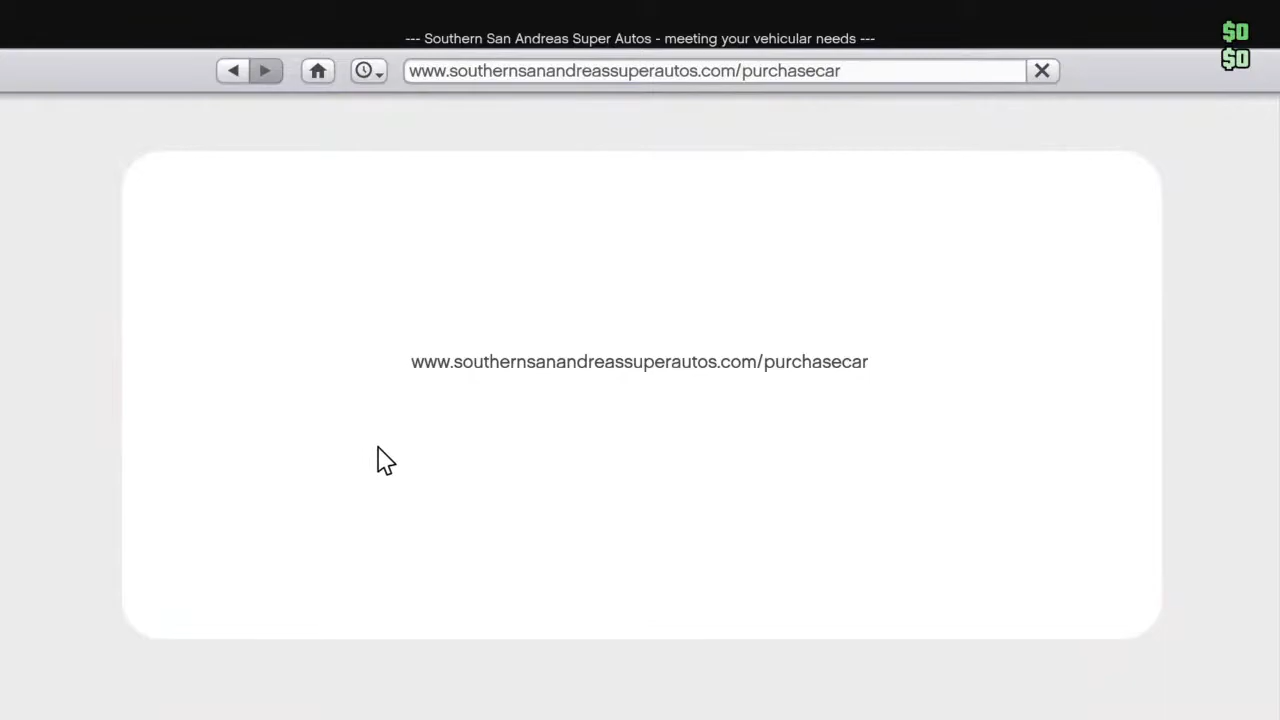 --- Southern San Andreas Super Autos - meeting your vehicular needs ---
$0
$0
www.southernsanandreassuperautos.com/purchasecar
www.southernsanandreassuperautos.com/purchasecar